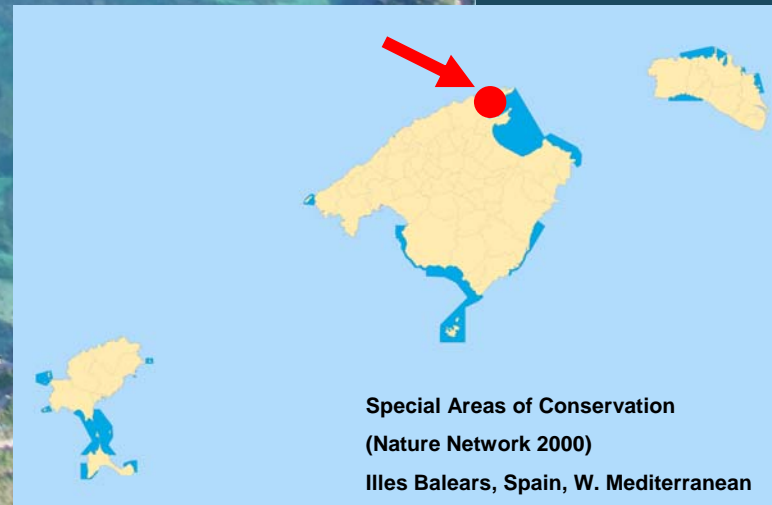 Special Areas of Conservation
(Nature Network 2000)
Illes Balears, Spain, W. Mediterranean